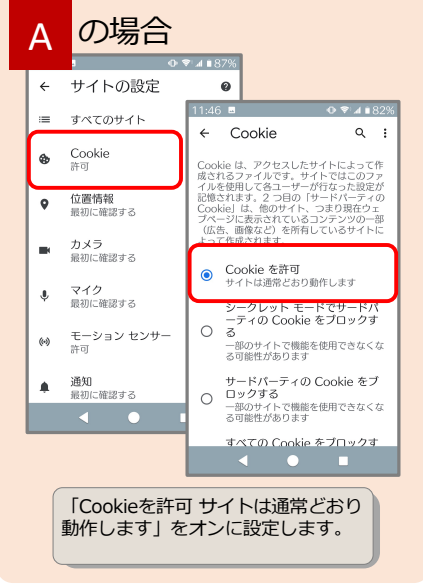 A の場合
87%
サイトの設定
すべてのサイト
Cookie
許可
位置情報
最初に確認する
カメラ
最初に確認する
マイク
最初に確認する
モーション センサー
許可
通知
最初に確認する
11:46
82%
Cookie
Cookie は、アクセスしたサイトによって作
成されるファイルです。サイトではこのファ
イルを使用して各ユーザーが行なった設定が
記憶されます。2 つ目の「サードパーティの
Cookie」は、他のサイト、つまり現在ウェ
ブページに表示されているコンテンツの一部
（広告、画像など）を所有しているサイトに
よって作成されます。
Cookie を許可
サイトは通常どおり動作します
シークレット モードでサードパ
ーティの Cookie をブロックす
る
一部のサイトで機能を使用できなくな
る可能性があります
サードパーティの Cookie をブ
ロックする
一部のサイトで機能を使用できなくな
る可能性があります
すべての Cookie をブロックす
「Cookieを許可 サイトは通常どおり
動作します」をオンに設定します。